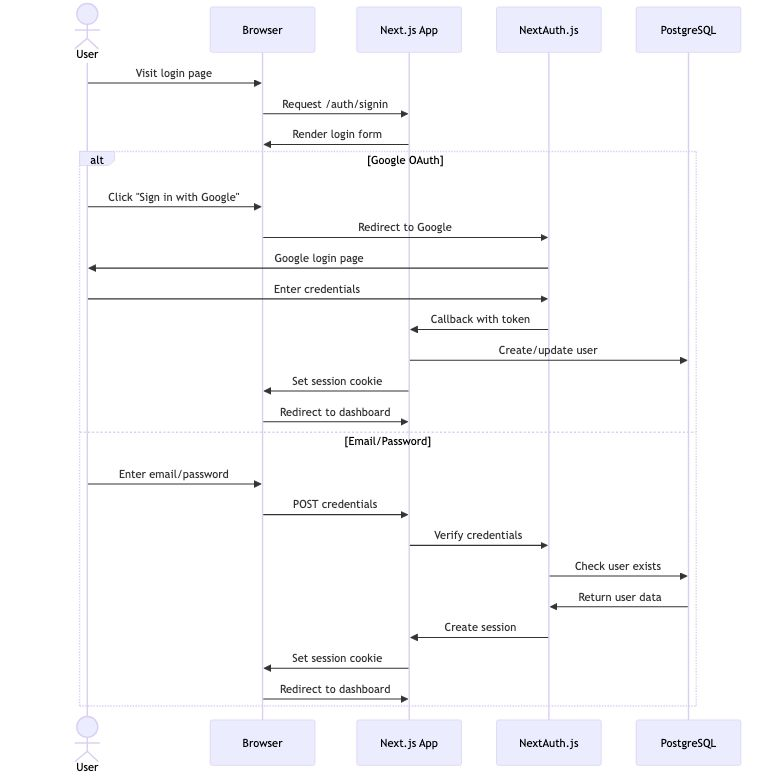 User
Browser
Next.js App
NextAuth.js
PostgreSQL
Visit login page
Request /auth/signin
Render login form
alt
[Google OAuth]
Click "Sign in with Google"
Redirect to Google
Google login page
Enter credentials
Callback with token
Create/update user
Set session cookie
Redirect to dashboard
[Email/Password]
Enter email/password
POST credentials
Verify credentials
Check user exists
Return user data
Create session
Set session cookie
Redirect to dashboard
User
Browser
Next.js App
NextAuth.js
PostgreSQL